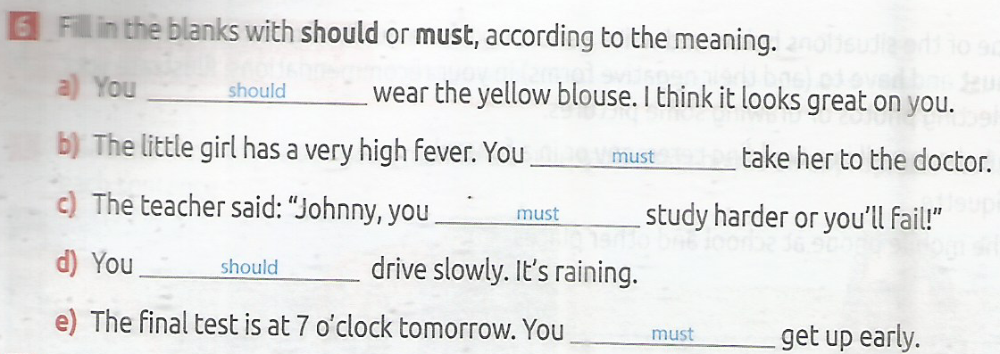 6 Fill in the blanks with should or must, according to the meaning.
a) You should wear the yellow blouse. I think it looks great on you.
b) The little girl has a very high fever. You must take her to the doctor.
c) The teacher said: “Johnny, you must study harder or you’ll fail!”
d) You should drive slowly. It’s raining.
e) The final test is at 7 o’clock tomorrow. You must get up early.